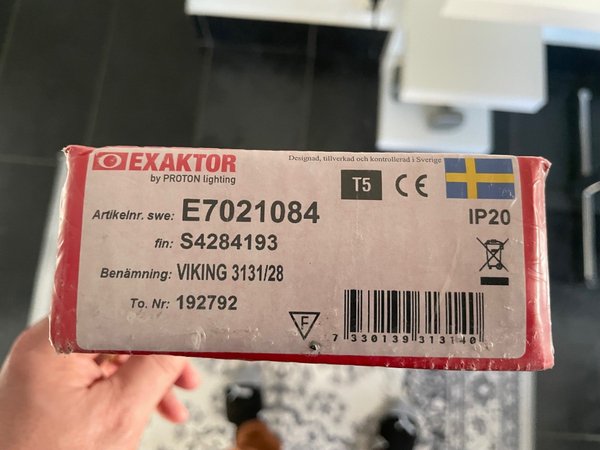 EXAKTOR
by PROTON lighting
Designad, tillverkad och kontrollerad i Sverige
T5 CE
Artikelnr. swe: E7021084
IP20
fin: S4284193
Benämning: VIKING 3131/28
To. Nr: 192792
F
7 330139 313140